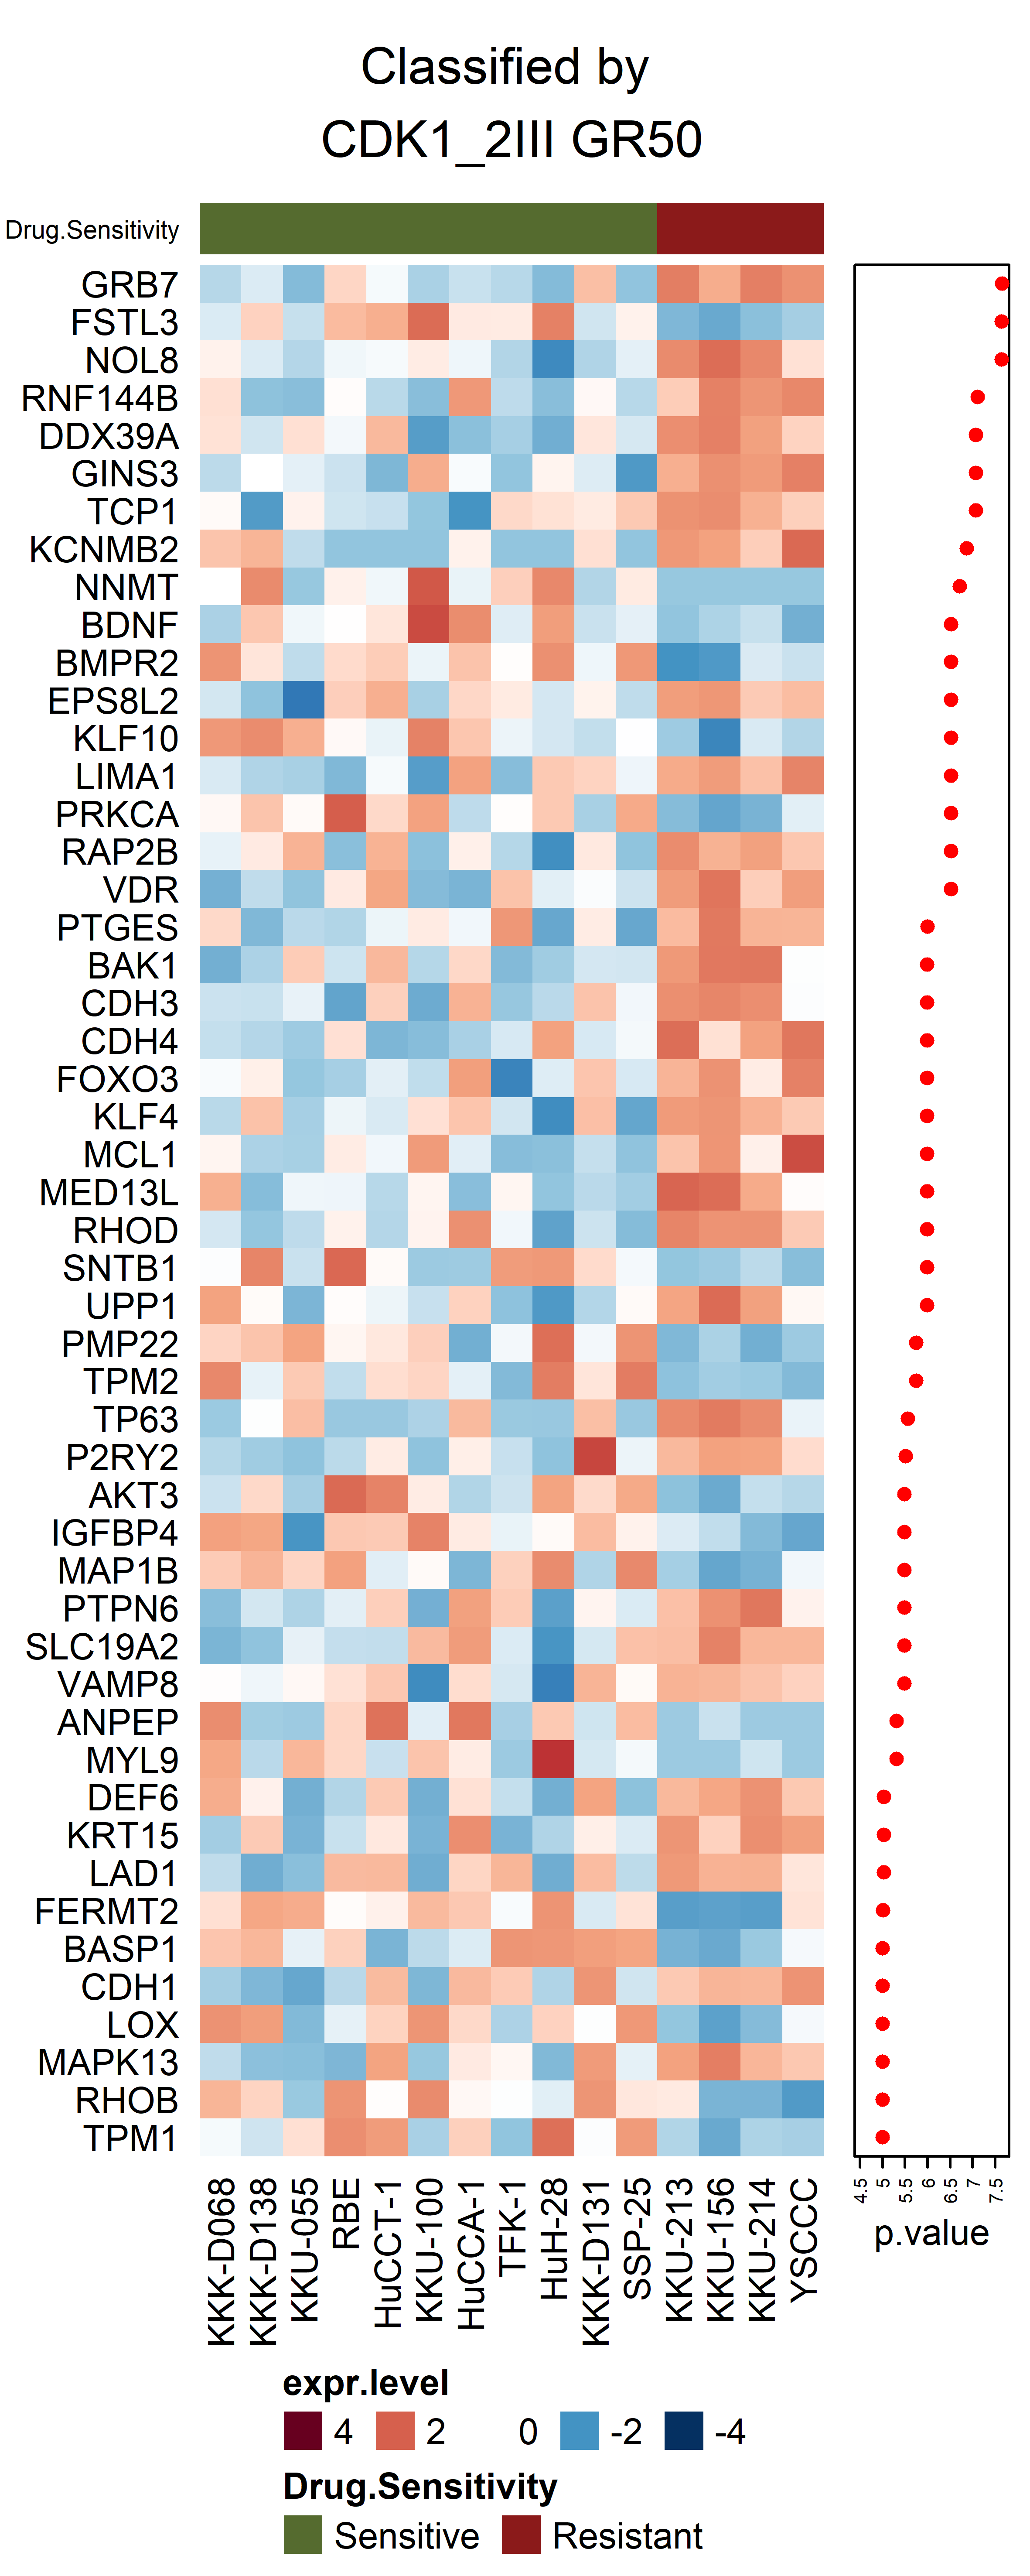 Classified by
CDK1_2III GR50
Drug.Sensitivity
GRB7
FSTL3
NOL8
RNF144B
DDX39A
GINS3
TCP1
KCNMB2
NNMT
BDNF
BMPR2
EPS8L2
KLF10
LIMA1
PRKCA
RAP2B
VDR
PTGES
BAK1
CDH3
CDH4
FOXO3
KLF4
MCL1
MED13L
RHOD
SNTB1
UPP1
PMP22
TPM2
TP63
P2RY2
AKT3
IGFBP4
MAP1B
PTPN6
SLC19A2
VAMP8
ANPEP
MYL9
DEF6
KRT15
LAD1
FERMT2
BASP1
CDH1
LOX
MAPK13
RHOB
TPM1
KKK-D068
KKK-D138
KKU-055
RBE
HuCCT-1
KKU-100
HuCCA-1
TFK-1
HuH-28
KKK-D131
SSP-25
KKU-213
KKU-156
KKU-214
YSCCC
4.5
5
5.5
6
6.5
7
7.5
p.value
expr.level
4 2 0 -2 -4
Drug.Sensitivity
Sensitive Resistant